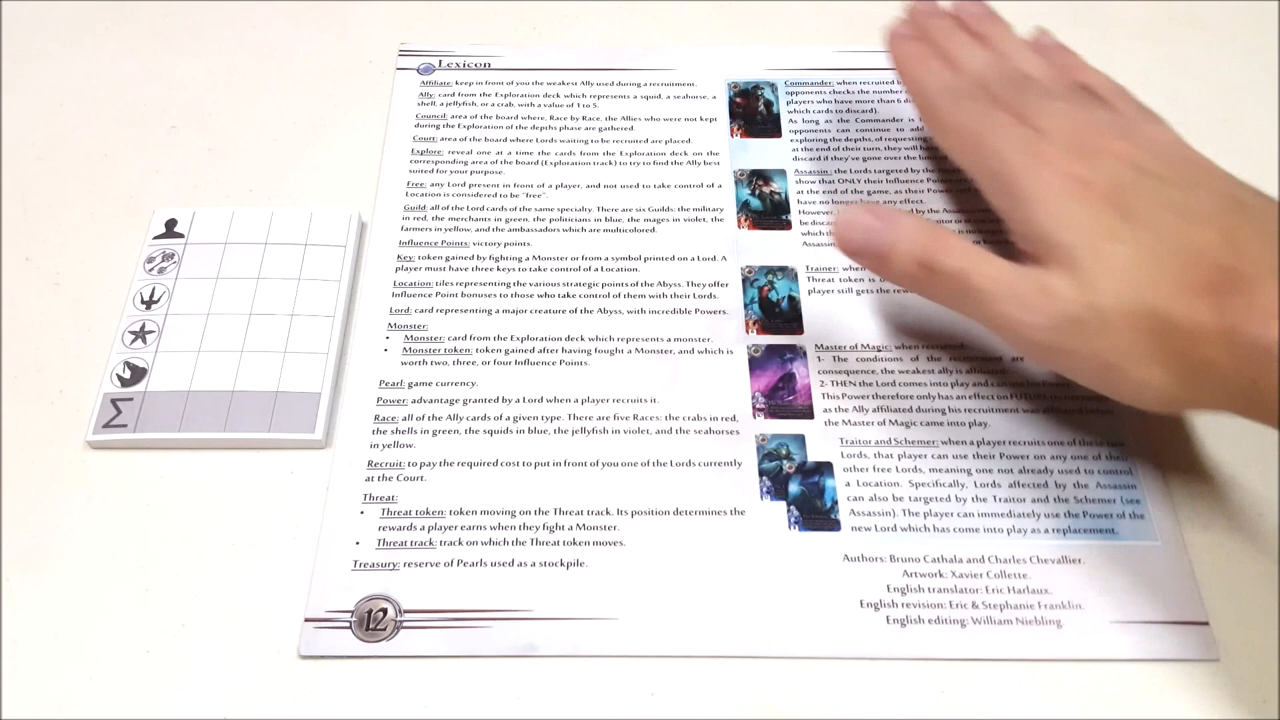 Lexicon
Affiliate: keep in front of you the weakest Ally used during a recruitment.
Ally: card from the Exploration deck which represents a squid, a seahorse, a
shell, a jellyfish, or a crab, with a value of 1 to 5.
Council: area of the board where, Race by Race, the Allies who were not kept
during the Exploration of the depths phase are gathered.
Court: area of the board where Lords waiting to be recruited are placed.
Explore: reveal one at a time the cards from the Exploration deck on the
corresponding area of the board (Exploration track) to try to find the Ally best
suited for your purpose.
Free: any Lord present in front of a player, and not used to take control of a
Location is considered to be "free".
Guild: all of the Lord cards of the same specialty. There are six Guilds: the military
in red, the merchants in green, the politicians in blue, the mages in violet, the
farmers in yellow, and the ambassadors which are multicolored.
Influence Points: victory points.
Key: token gained by fighting a Monster or from a symbol printed on a Lord. A
player must have three keys to take control of a Location.
Location: tiles representing the various strategic points of the Abyss. They offer
Influence Point bonuses to those who take control of them with their Lords.
Lord: card representing a major creature of the Abyss, with incredible Powers.
Monster:
• Monster: card from the Exploration deck which represents a monster.
• Monster token: token gained after having fought a Monster, and which is
worth two, three, or four Influence Points.
Pearl: game currency.
Power: advantage granted by a Lord when a player recruits it.
Race: all of the Ally cards of a given type. There are five Races: the crabs in red,
the shells in green, the squids in blue, the jellyfish in violet, and the seahorses
in yellow.
Recruit: to pay the required cost to put in front of you one of the Lords currently
at the Court.
Threat:
• Threat token: token moving on the Threat track. Its position determines the
rewards a player earns when they fight a Monster.
• Threat track: track on which the Threat token moves.
Treasury: reserve of Pearls used as a stockpile.
12
Commander: when recruited
opponents checks the number
players who have more than 6
which cards to discard).
As long as the Commander is
opponents can continue to add
exploring the depths, of requesting
at the end of their turn, they will
discard if they've gone over the
Assassin: the Lords targeted by the
show that ONLY their Influence
at the end of the game, as their
have no longer have any effect.
However, by the
be
which
Assassin
Trainer: when
Threat token is
player still gets the
Master of Magic: when recruited:
1- The conditions of the are
consequence, the weakest ally is
2- THEN the Lord comes into play and can
This Power therefore only has an effect on
as the Ally affiliated during his recruitment was
the Master of Magic came into play.
Traitor and Schemer: when a player recruits one of these two
Lords, that player can use their Power on any one of their
other free Lords, meaning one not already used to control
a Location. Specifically, Lords affected by the Assassin
can also be targeted by the Traitor and the Schemer (see
Assassin). The player can immediately use the Power of the
new Lord which has come into play as a replacement.
Authors: Bruno Cathala and Charles Chevallier.
Artwork: Xavier Collette.
English translator: Eric Harlaux.
English revision: Eric & Stephanie Franklin.
English editing: William Niebling.
Σ